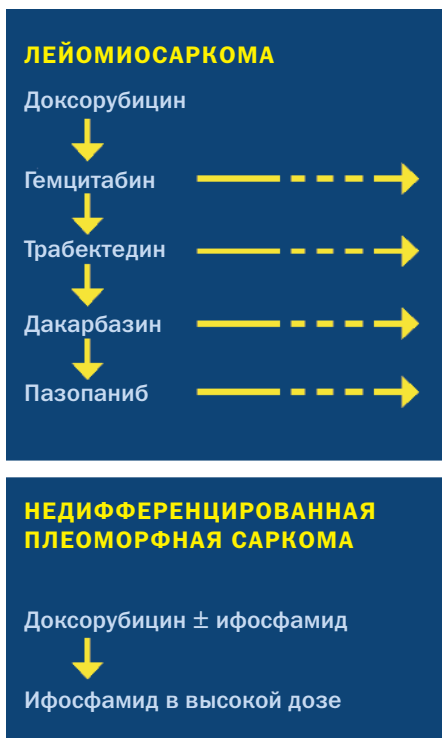 ЛЕЙОМИОСАРКОМА
Доксорубицин
Гемцитабин
Трабектедин
Дакарбазин
Пазопаниб
НЕДИФФЕРЕНЦИРОВАННАЯ
ПЛЕОМОРФНАЯ САРКОМА
Доксорубицин ± ифосфамид
Ифосфамид в высокой дозе